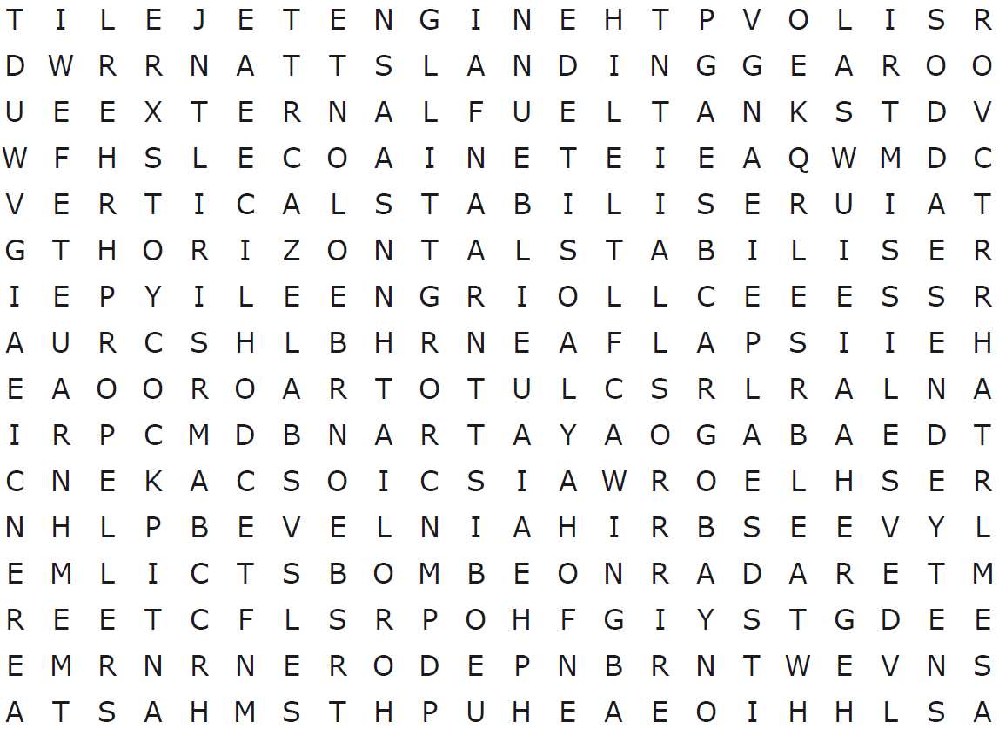 T I L E J E T E N G I N E H T P V O L I S R
D W R R N A T T S L A N D I N G G E A R O O
U E E X T E R N A L F U E L T A N K S T D V
W F H S L E C O A I N E T E I E A Q W M D C
V E R T I C A L S T A B I L I S E R U I A T
G T H O R I Z O N T A L S T A B I L I S E R
I E P Y I L E E N G R I O L L C E E E S S R
A U R C S H L B H R N E A F L A P S I I E H
E A O O R O A R T O T U L C S R L R A L N A
I R P C M D B N A R T A Y A O G A B A E D T
C N E K A C S O I C S I A W R O E L H S E R
N H L P B E V E L N I A H I R B S E E V Y L
E M L I C T S B O M B E O N R A D A R E T M
R E E T C F L S R P O H F G I Y S T G D E E
E M R N R N E R O D E P N B R N T W E V N S
A T S A H M S T H P U H E A E O I H H L S A